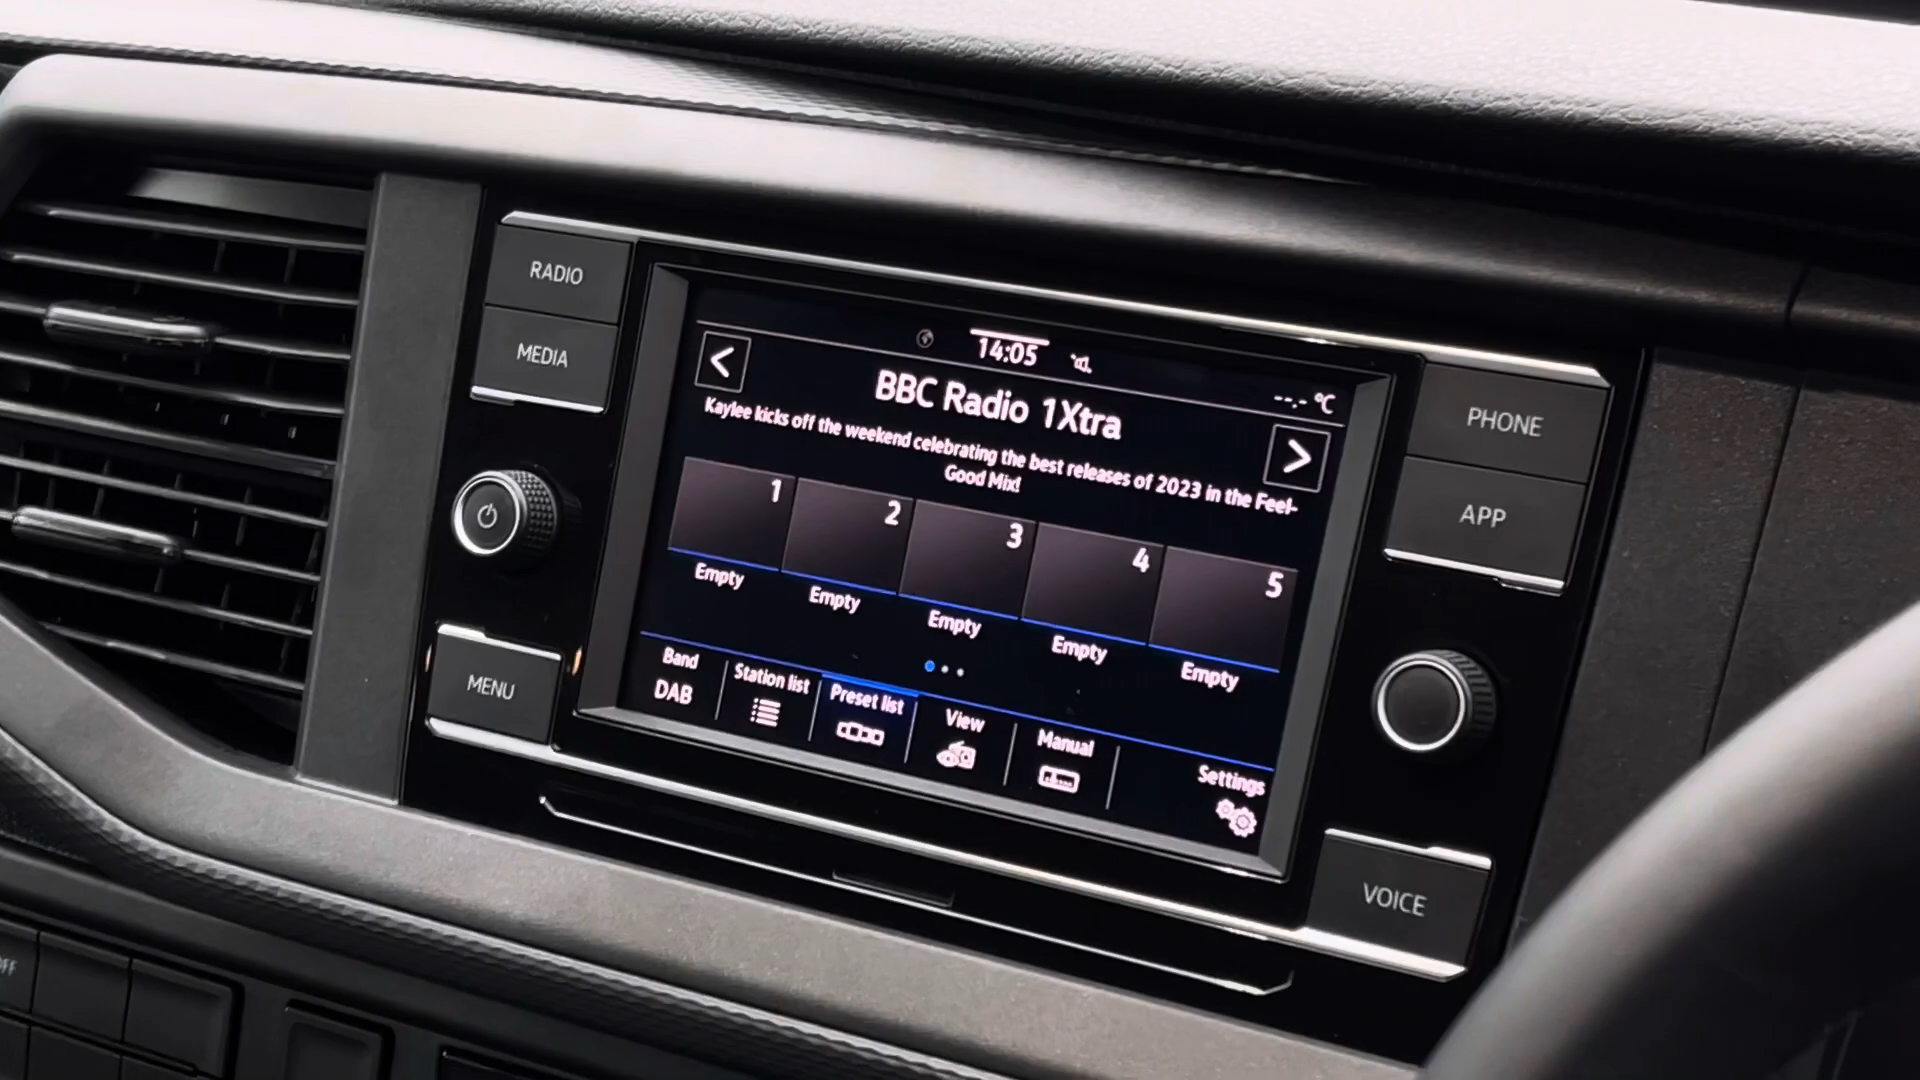 RADIO
MEDIA
MENU
14:05
--.- °C
BBC Radio 1Xtra
Kaylee kicks off the weekend celebrating the best releases of 2023 in the Feel-
Good Mix!
1
2
3
4
5
Empty
Empty
Empty
Empty
Empty
Band
DAB
Station list
Preset list
View
Manual
Settings
PHONE
APP
VOICE